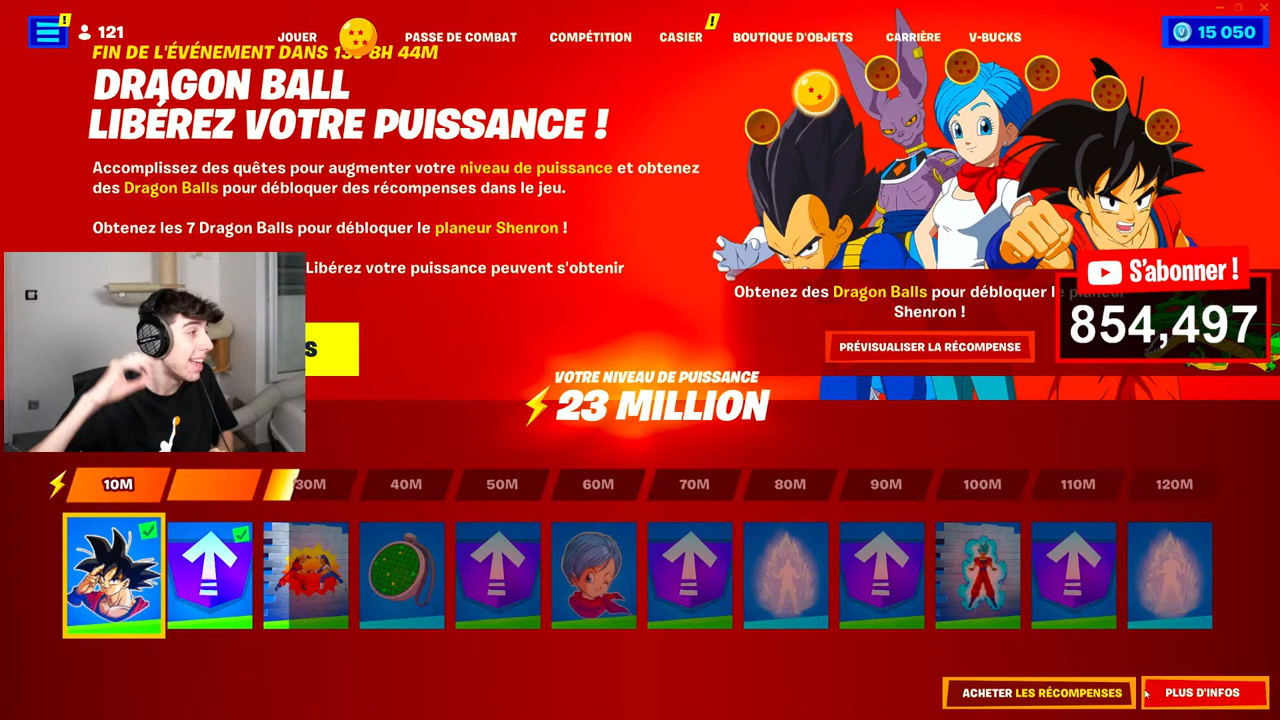 121
JOUER
PASSE DE COMBAT
COMPÉTITION
CASIER
BOUTIQUE D'OBJETS
CARRIÈRE
V-BUCKS
15 050
FIN DE L'ÉVÉNEMENT DANS 8H 44M
DRAGON BALL
LIBÉREZ VOTRE PUISSANCE !
Accomplissez des quêtes pour augmenter votre niveau de puissance et obtenez
des Dragon Balls pour débloquer des récompenses dans le jeu.
Obtenez les 7 Dragon Balls pour débloquer le planeur Shenron !
Libérez votre puissance peuvent s'obtenir
S
S'abonner !
854,497
Obtenez des Dragon Balls pour débloquer le planeur
Shenron !
PRÉVISUALISER LA RÉCOMPENSE
VOTRE NIVEAU DE PUISSANCE
23 MILLION
10M
30M
40M
50M
60M
70M
80M
90M
100M
110M
120M
ACHETER LES RÉCOMPENSES
PLUS D'INFOS